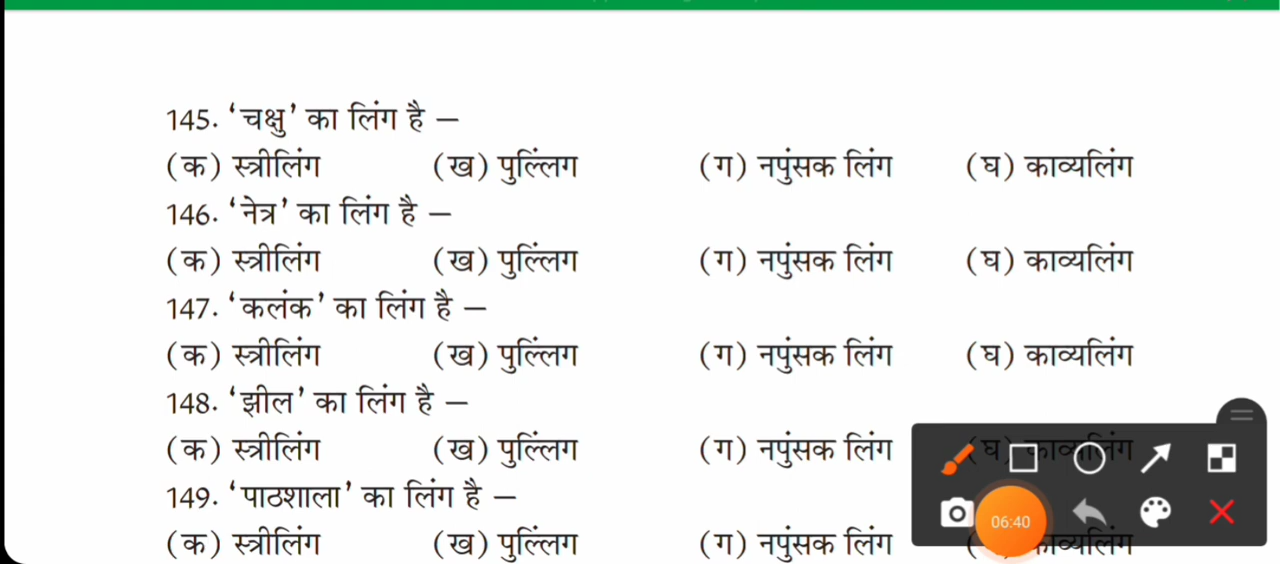 145. ‘चक्षु’ का लिंग है –
(क) स्त्रीलिंग (ख) पुल्लिंग (ग) नपुंसक लिंग (घ) काव्यलिंग
146. ‘नेत्र’ का लिंग है –
(क) स्त्रीलिंग (ख) पुल्लिंग (ग) नपुंसक लिंग (घ) काव्यलिंग
147. ‘कलंक’ का लिंग है –
(क) स्त्रीलिंग (ख) पुल्लिंग (ग) नपुंसक लिंग (घ) काव्यलिंग
148. ‘झील’ का लिंग है –
(क) स्त्रीलिंग (ख) पुल्लिंग (ग) नपुंसक लिंग (घ) काव्यलिंग
149. ‘पाठशाला’ का लिंग है –
06:40
(क) स्त्रीलिंग (ख) पुल्लिंग (ग) नपुंसक लिंग